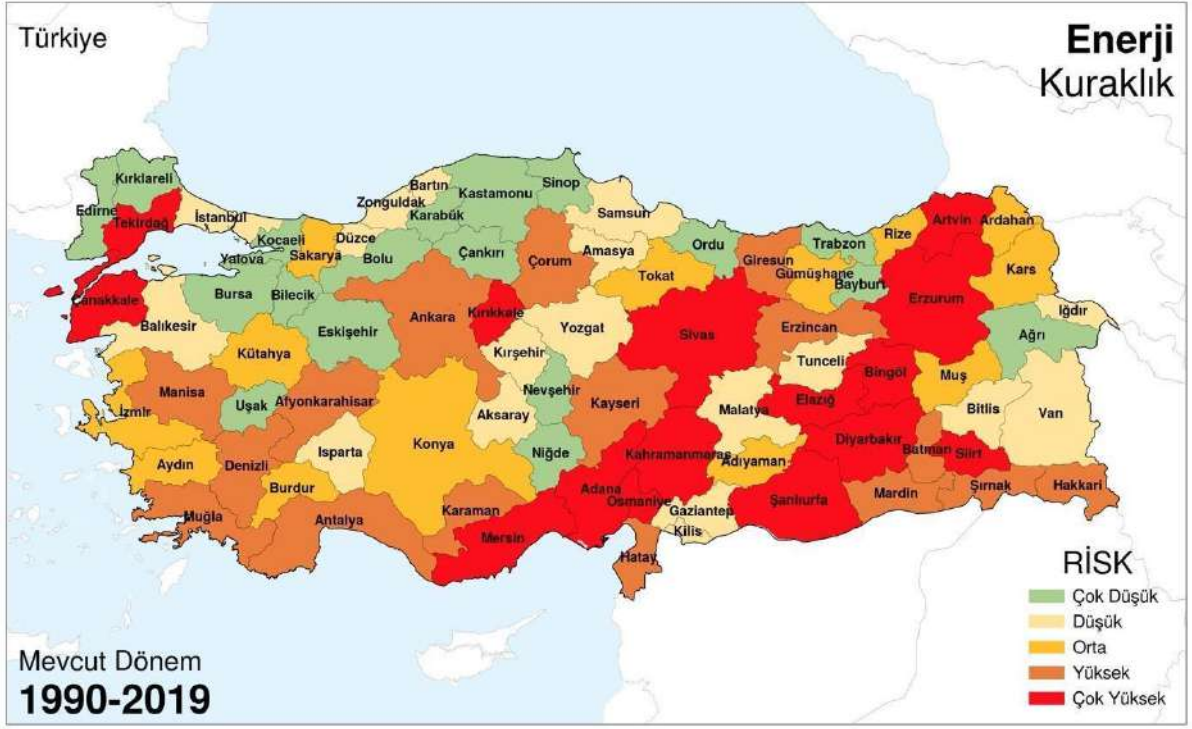 Türkiye
Enerji
Kuraklık
Kırklareli
Edirne
Tekirdağ
İstanbul
Kocaeli
Yalova
Sakarya
Düzce
Zonguldak
Bartın
Karabük
Kastamonu
Sinop
Samsun
Bolu
Çankırı
Çorum
Amasya
Tokat
Ordu
Giresun
Gümüşhane
Trabzon
Bayburt
Rize
Artvin
Ardahan
Kars
Erzurum
Iğdır
Ağrı
Çanakkale
Balıkesir
Bursa
Bilecik
Eskişehir
Kütahya
Ankara
Kırıkkale
Kırşehir
Yozgat
Sivas
Erzincan
Tunceli
Bingöl
Muş
Bitlis
Van
Manisa
İzmir
Uşak
Afyonkarahisar
Konya
Aksaray
Nevşehir
Kayseri
Malatya
Elazığ
Diyarbakır
Batman
Siirt
Aydın
Denizli
Isparta
Burdur
Niğde
Kahramanmaraş
Adıyaman
Muğla
Antalya
Karaman
Mersin
Adana
Osmaniye
Gaziantep
Kilis
Hatay
Şanlıurfa
Mardin
Şırnak
Hakkari
RİSK
Çok Düşük
Düşük
Orta
Yüksek
Çok Yüksek
Mevcut Dönem
1990-2019